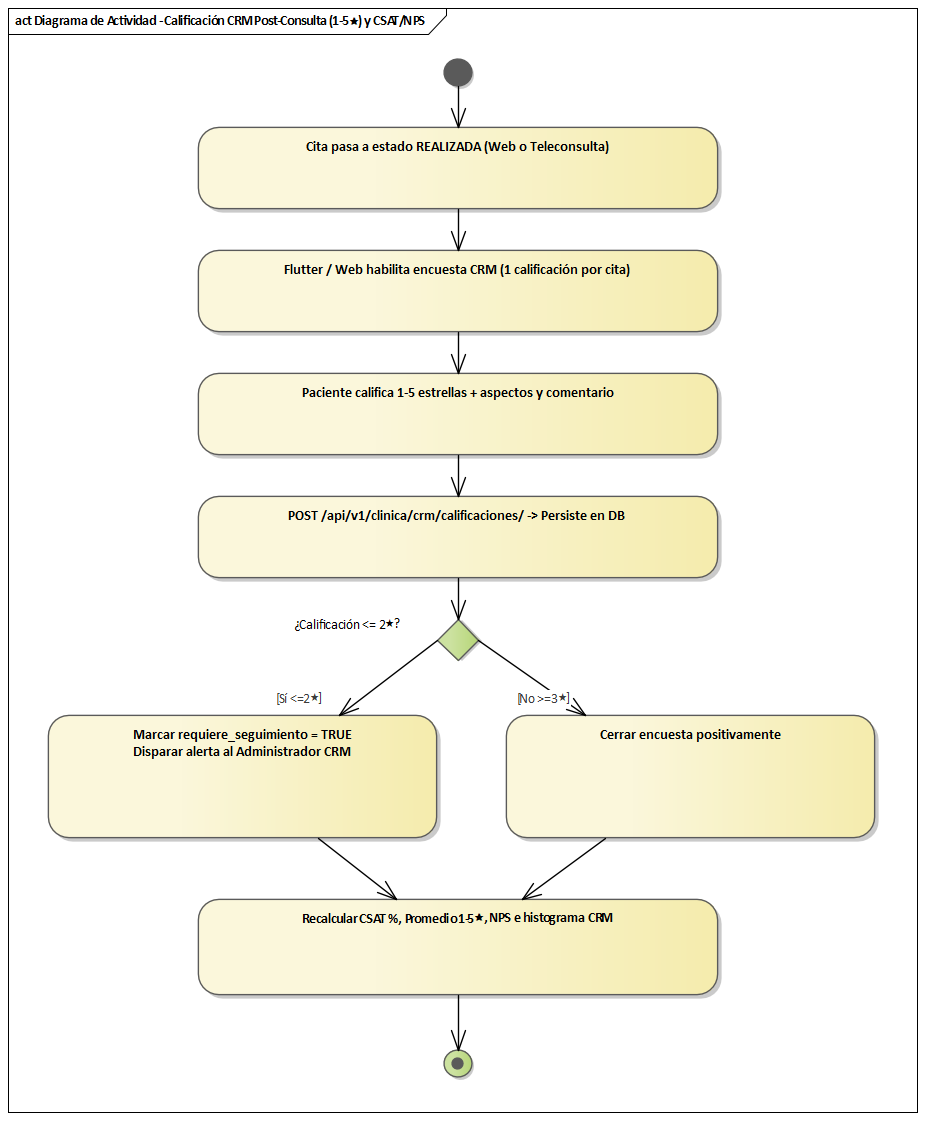 act Diagrama de Actividad - Calificación CRM Post-Consulta (1-5★) y CSAT/NPS
Cita pasa a estado REALIZADA (Web o Teleconsulta)
Flutter / Web habilita encuesta CRM (1 calificación por cita)
Paciente califica 1-5 estrellas + aspectos y comentario
POST /api/v1/clinica/crm/calificaciones/ -> Persiste en DB
¿Calificación <= 2★?
[Sí <=2★]
[No >=3★]
Marcar requiere_seguimiento = TRUE
Disparar alerta al Administrador CRM
Cerrar encuesta positivamente
Recalcular CSAT %, Promedio 1-5★, NPS e histograma CRM